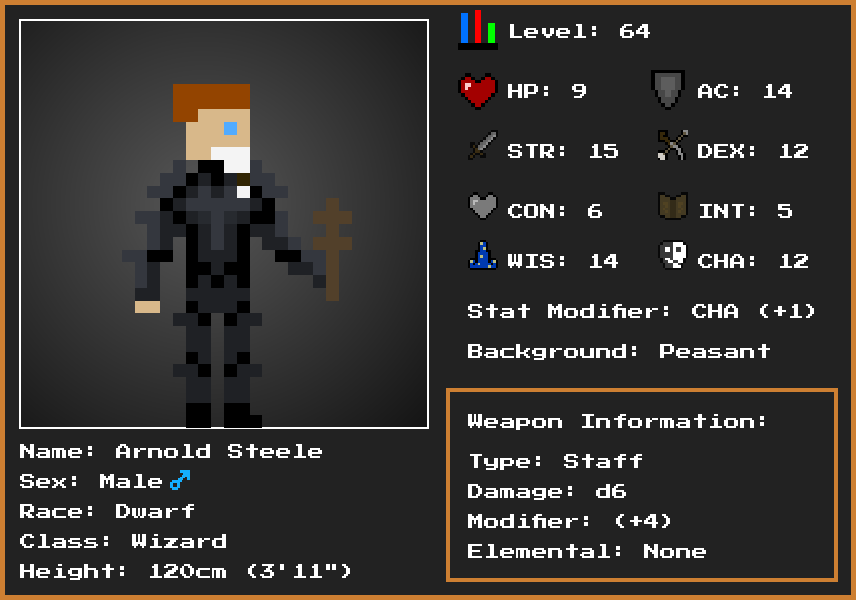 Level: 64
HP: 9
AC: 14
STR: 15
DEX: 12
CON: 6
INT: 5
WIS: 14
CHA: 12
Stat Modifier: CHA (+1)
Background: Peasant
Weapon Information:
Type: Staff
Damage: d6
Modifier: (+4)
Elemental: None
Name: Arnold Steele
Sex: Male ♂
Race: Dwarf
Class: Wizard
Height: 120cm (3'11")